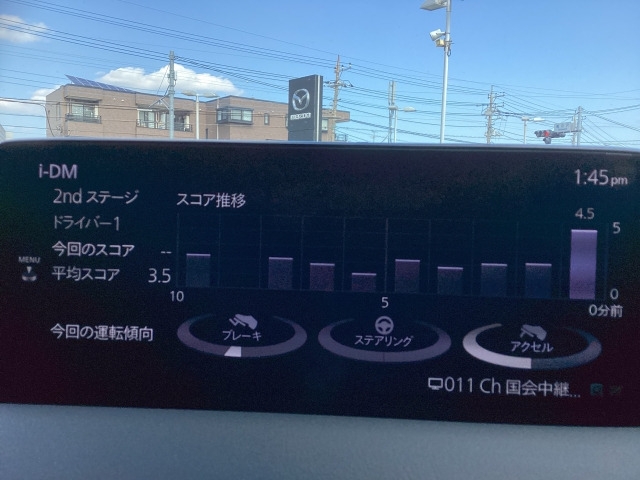 i-DM
1:45pm
2nd ステージ
スコア推移
ドライバー1
4.5
5
今回のスコア --
MENU
平均スコア 3.5
10
5
0
0分前
今回の運転傾向
ブレーキ
ステアリング
アクセル
011 Ch 国会中継...